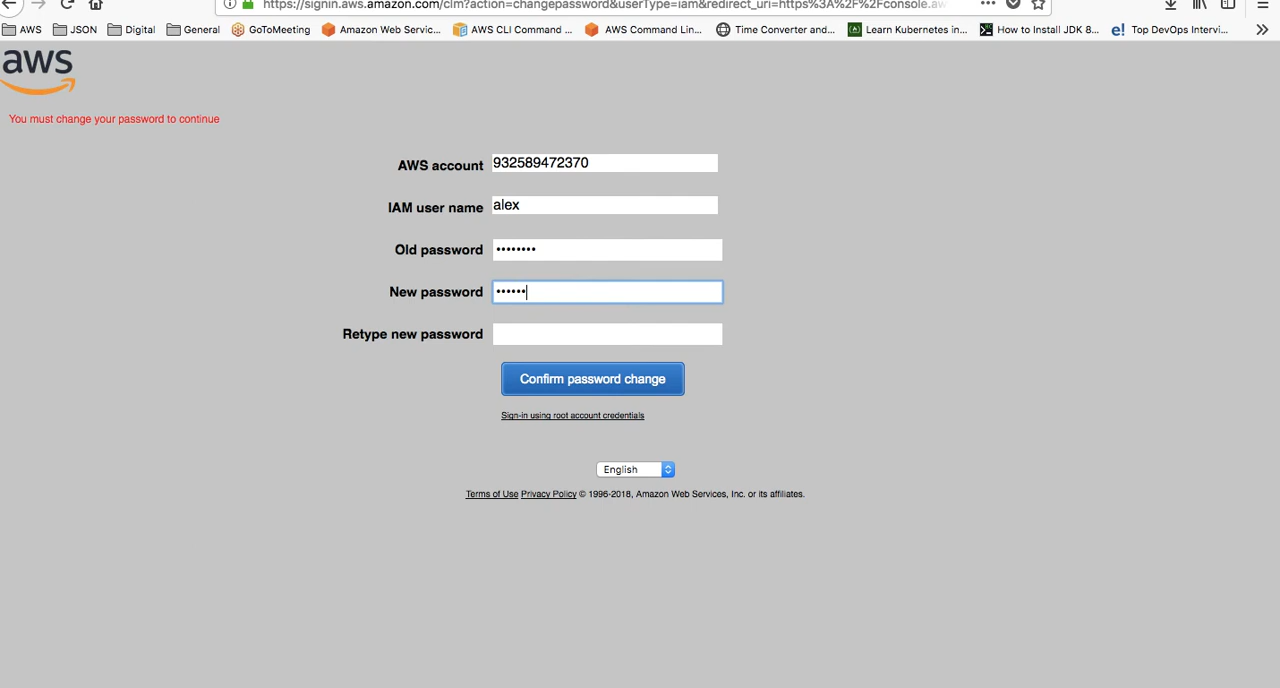 https://signin.aws.amazon.com/clm?action=changepassword&userType=iam&redirect_uri=https%3A%2F%2Fconsole.aw
AWS JSON Digital General GoToMeeting Amazon Web Servic... AWS CLI Command ... AWS Command Lin... Time Converter and... Learn Kubernetes in... How to Install JDK 8... Top DevOps Intervi...
aws
You must change your password to continue
AWS account 932589472370
IAM user name alex
Old password ••••••••
New password ••••••
Retype new password
Confirm password change
Sign-in using root account credentials
English
Terms of Use Privacy Policy © 1996-2018, Amazon Web Services, Inc. or its affiliates.